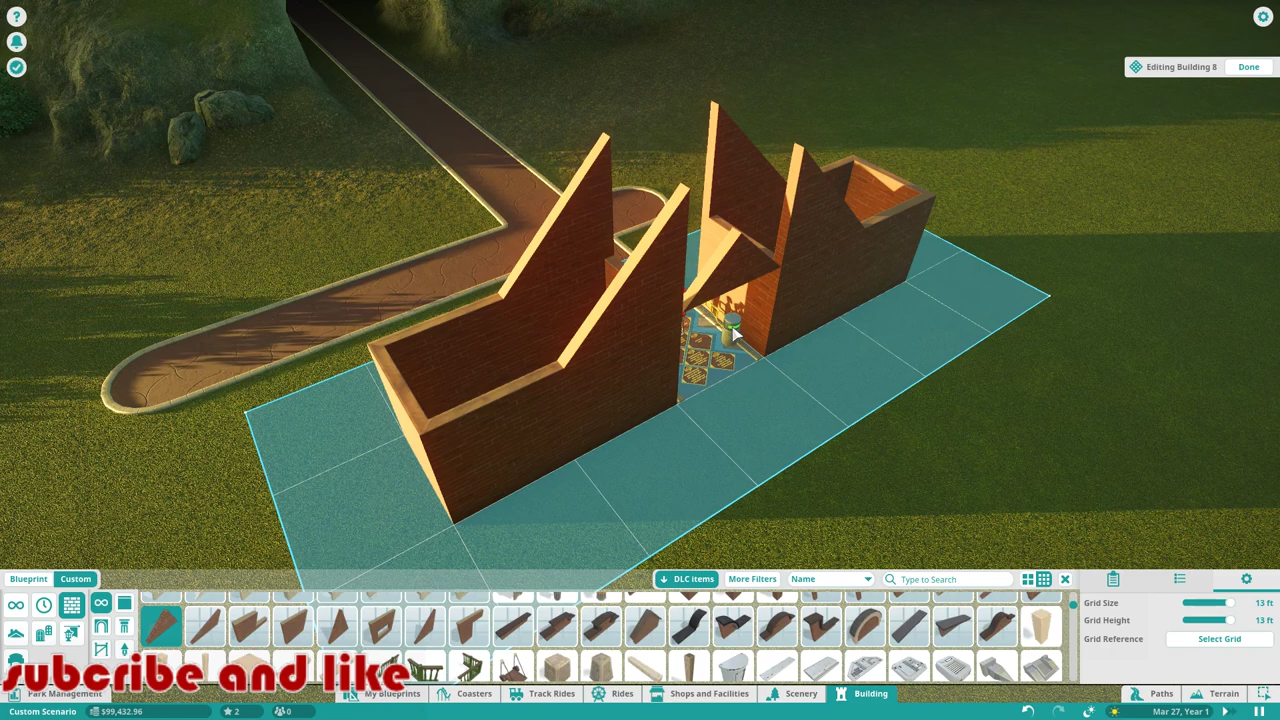 ?
Editing Building 8 Done
Blueprint Custom DLC items More Filters Name Type to Search
Grid Size 13 ft
Grid Height 13 ft
Grid Reference Select Grid
subcribe and like
Park Management My blueprints Coasters Track Rides Rides Shops and Facilities Scenery Building Paths Terrain
Custom Scenario $99,432.96 2 0 Mar 27, Year 1